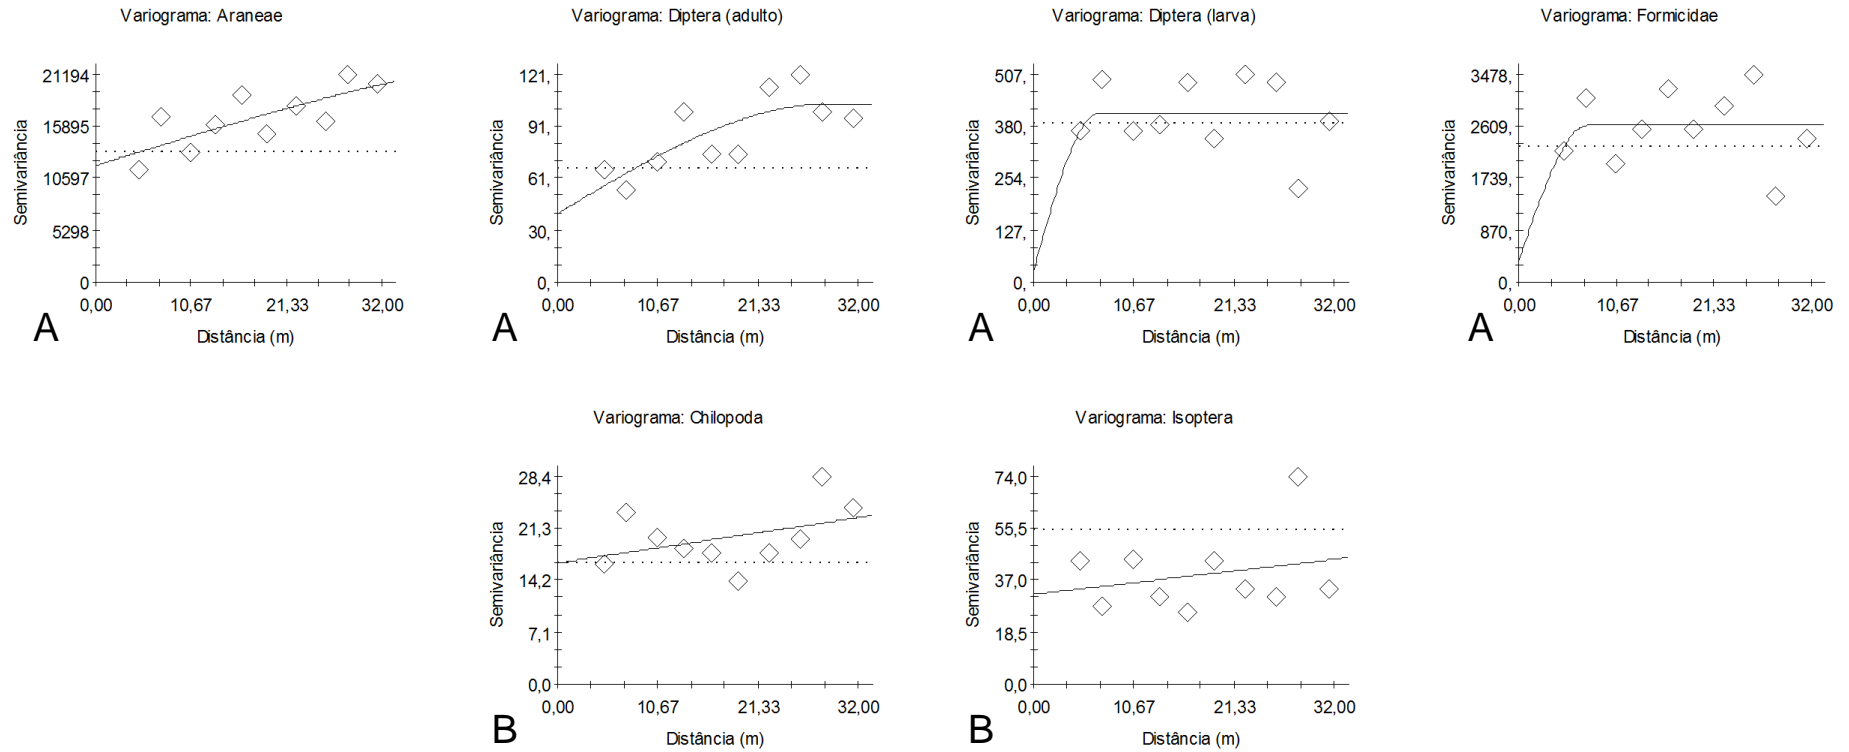 Variograma: Araneae
21194
15895
10597
5298
0
Semivariância
0,00 10,67 21,33 32,00
Distância (m)
A
Variograma: Diptera (adulto)
121,
91,
61,
30,
0,
Semivariância
0,00 10,67 21,33 32,00
Distância (m)
A
Variograma: Diptera (larva)
507,
380,
254,
127,
0,
Semivariância
0,00 10,67 21,33 32,00
Distância (m)
A
Variograma: Formicidae
3478,
2609,
1739,
870,
0,
Semivariância
0,00 10,67 21,33 32,00
Distância (m)
A
Variograma: Chilopoda
28,4
21,3
14,2
7,1
0,0
Semivariância
0,00 10,67 21,33 32,00
Distância (m)
B
Variograma: Isoptera
74,0
55,5
37,0
18,5
0,0
Semivariância
0,00 10,67 21,33 32,00
Distância (m)
B